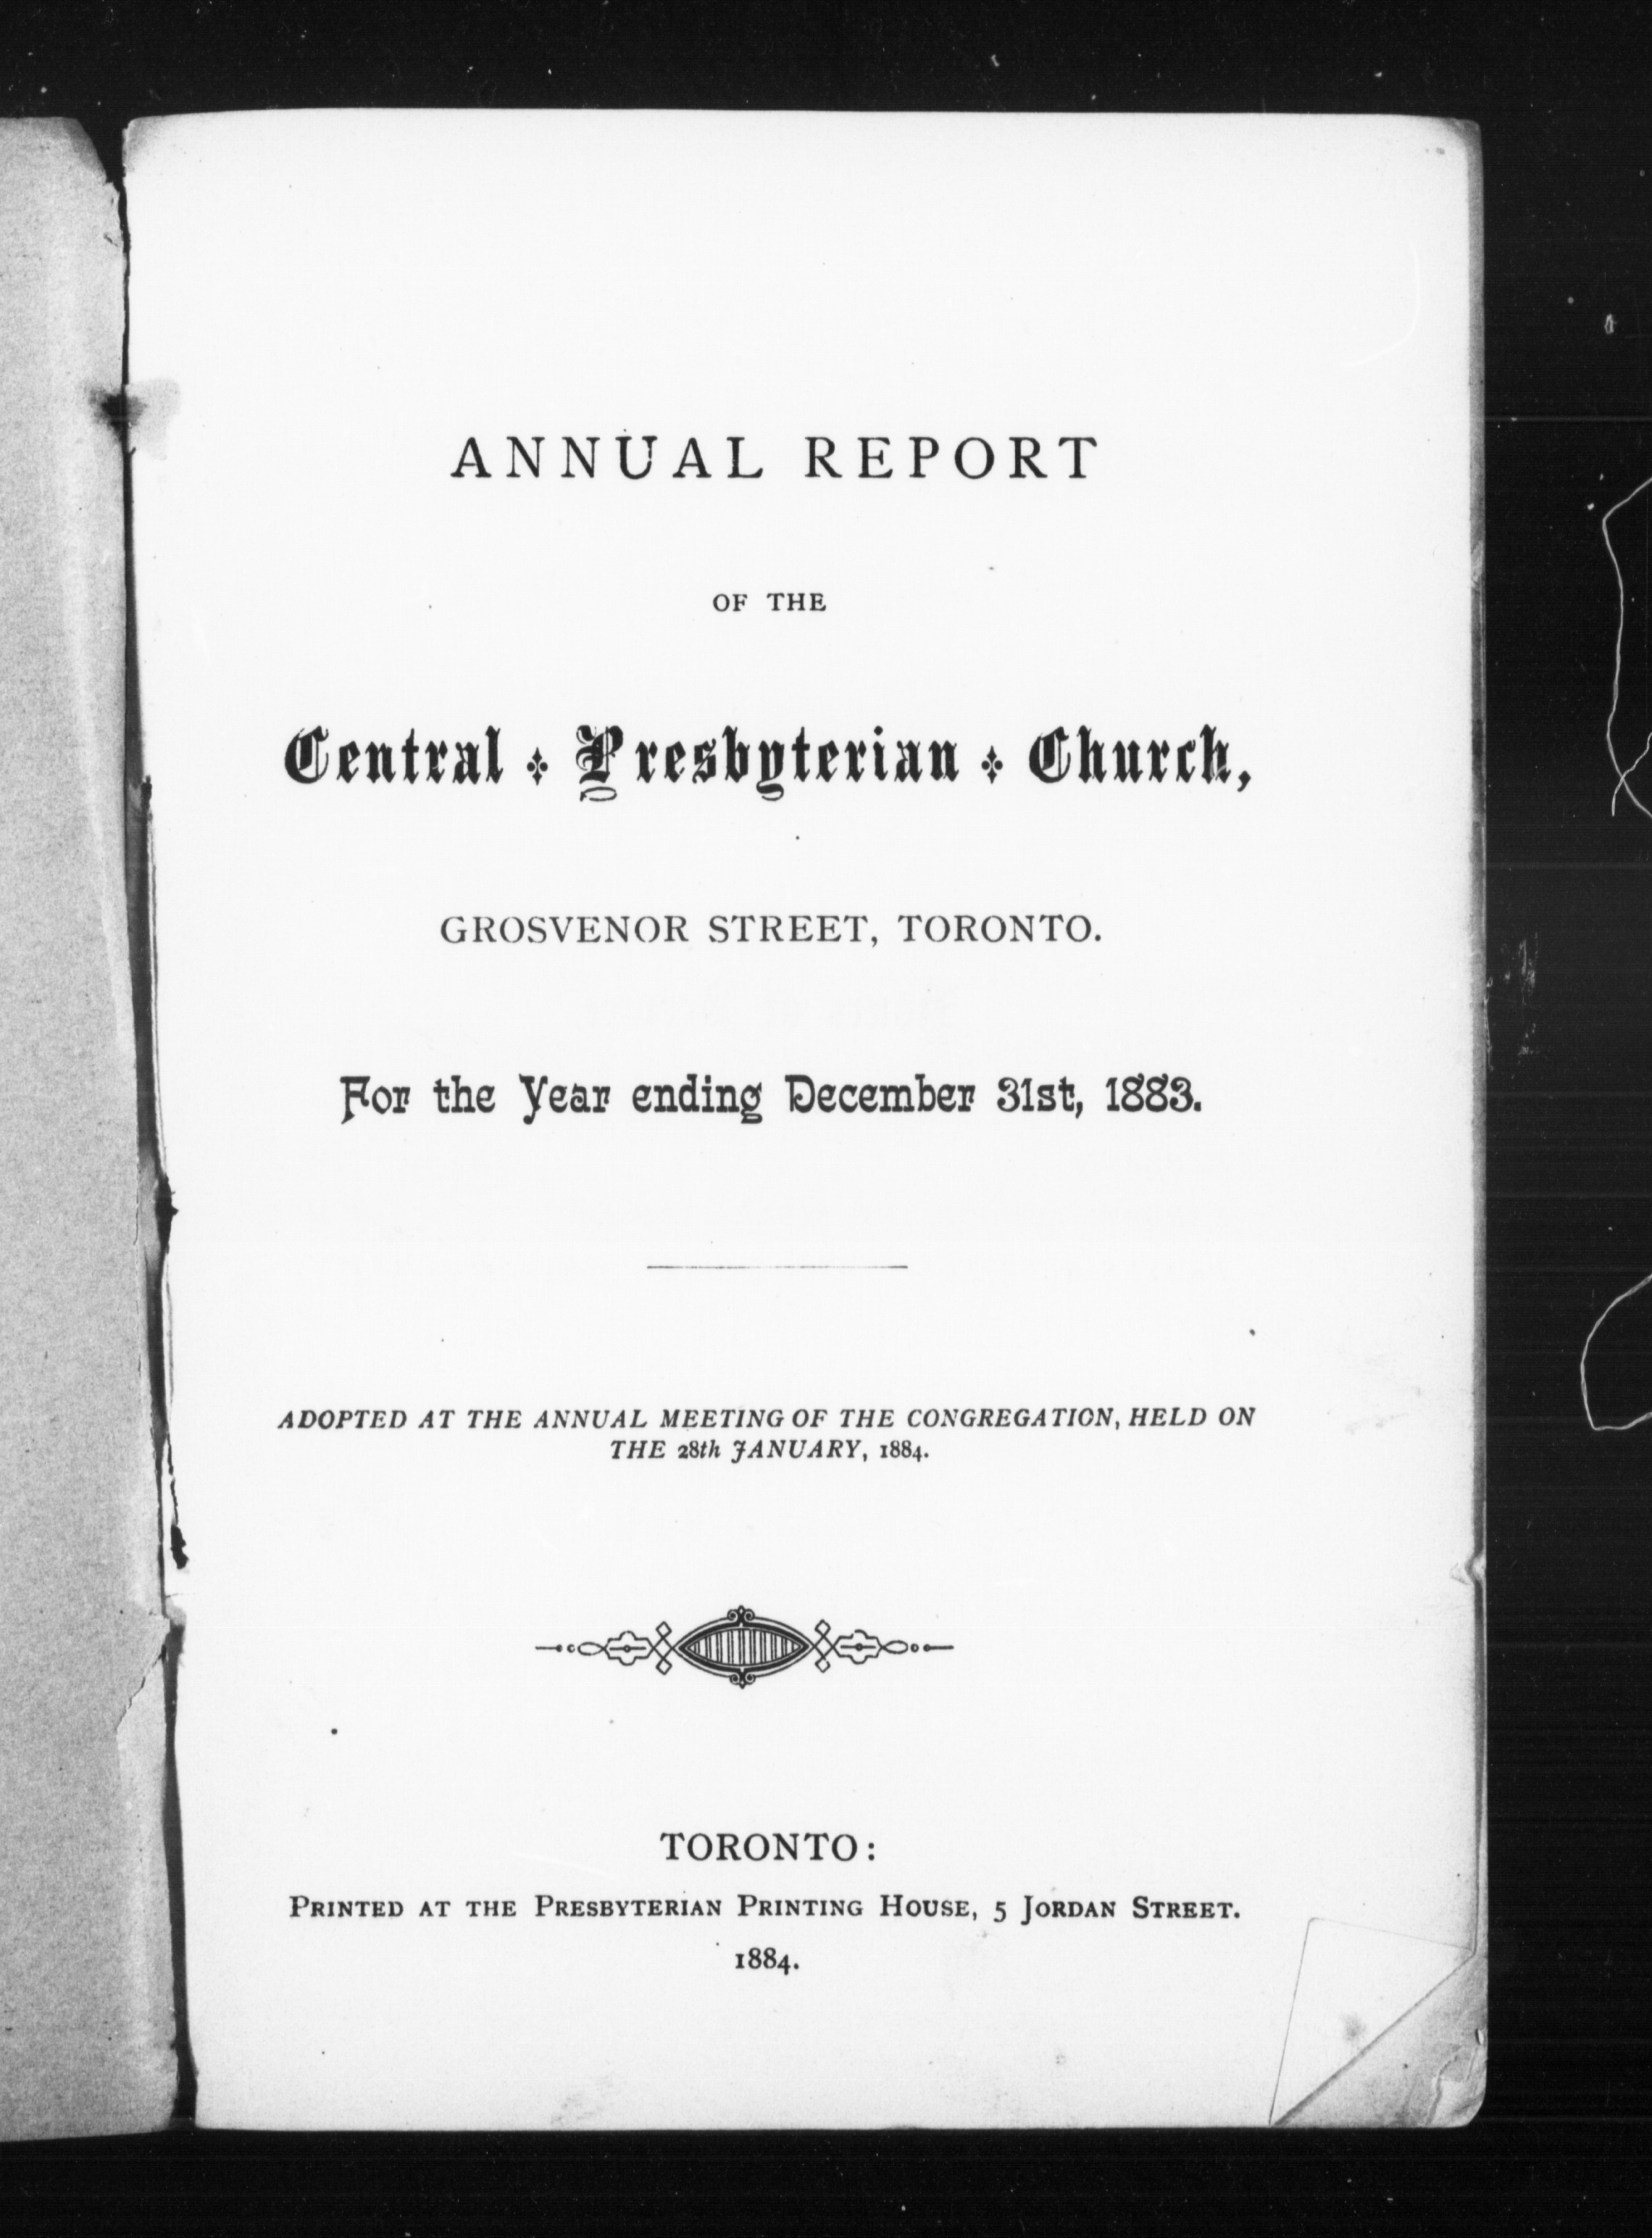 ANNUAL REPORT
OF THE
Central Presbyterian Church,
GROSVENOR STREET, TORONTO.
For the Year ending December 31st, 1883.
ADOPTED AT THE ANNUAL MEETING OF THE CONGREGATION, HELD ON
THE 28th JANUARY, 1884.
TORONTO:
PRINTED AT THE PRESBYTERIAN PRINTING HOUSE, 5 JORDAN STREET.
1884.